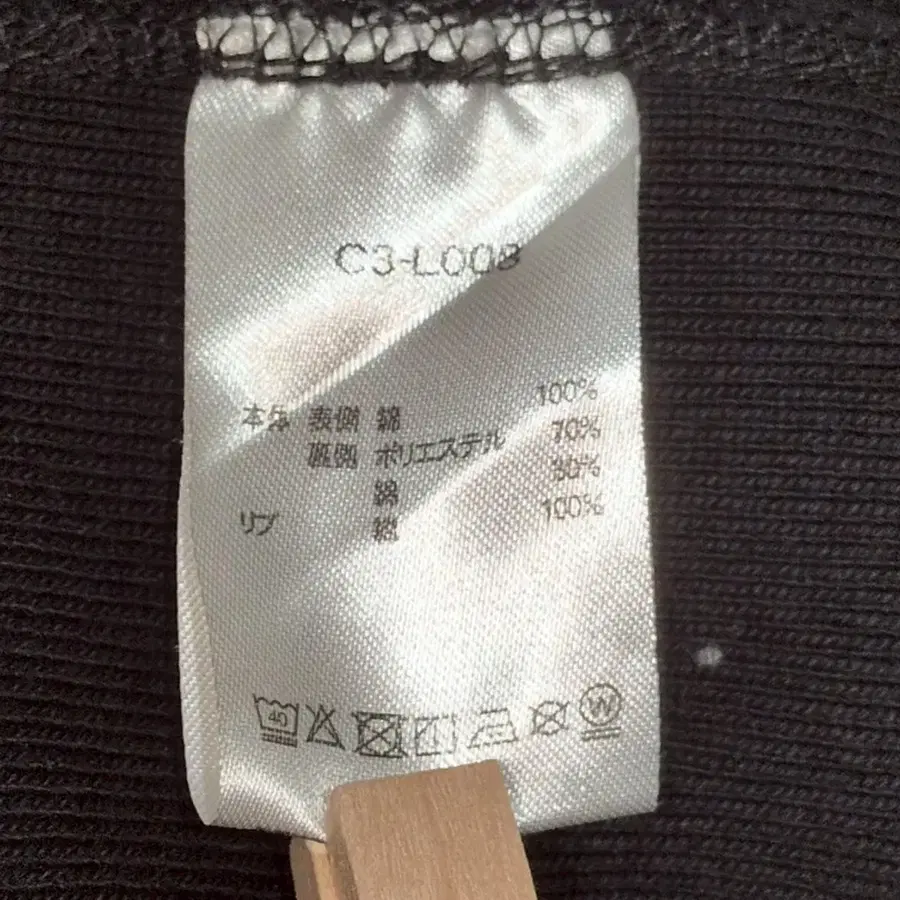 C3-L008
本体 表側 綿 100%
裏側 ポリエステル 70%
綿 30%
リブ 綿 100%
40
W